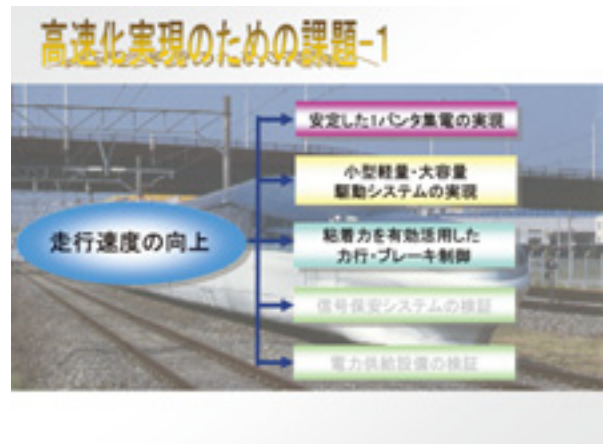 高速化実現のための課題-1
走行速度の向上
安定した1パンタ集電の実現
小型軽量・大容量
駆動システムの実現
粘着力を有効活用した
力行・ブレーキ制御
信号保安システムの検証
電力供給設備の検証